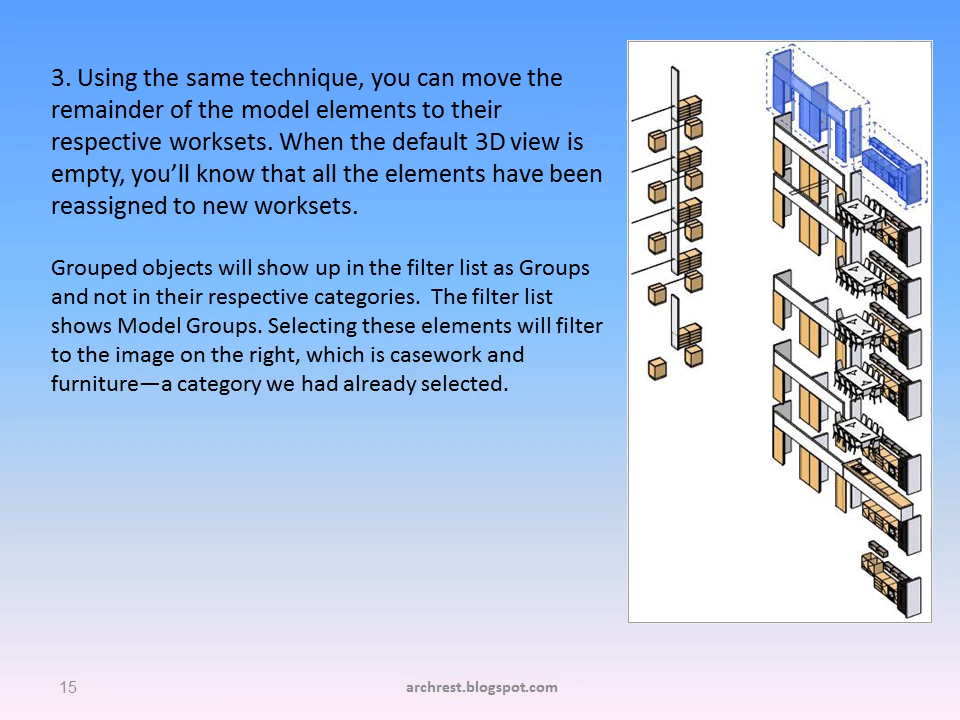 3. Using the same technique, you can move the
remainder of the model elements to their
respective worksets. When the default 3D view is
empty, you’ll know that all the elements have been
reassigned to new worksets.
Grouped objects will show up in the filter list as Groups
and not in their respective categories.  The filter list
shows Model Groups. Selecting these elements will filter
to the image on the right, which is casework and
furniture—a category we had already selected.
15
archrest.blogspot.com